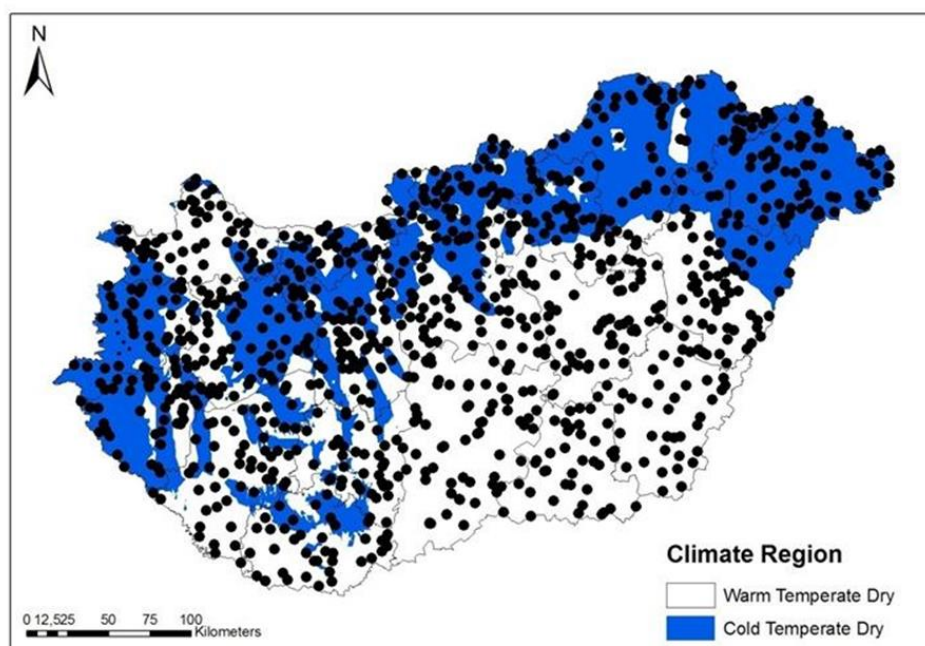 N
Climate Region
Warm Temperate Dry
Cold Temperate Dry
0 12,525 50 75 100
Kilometers